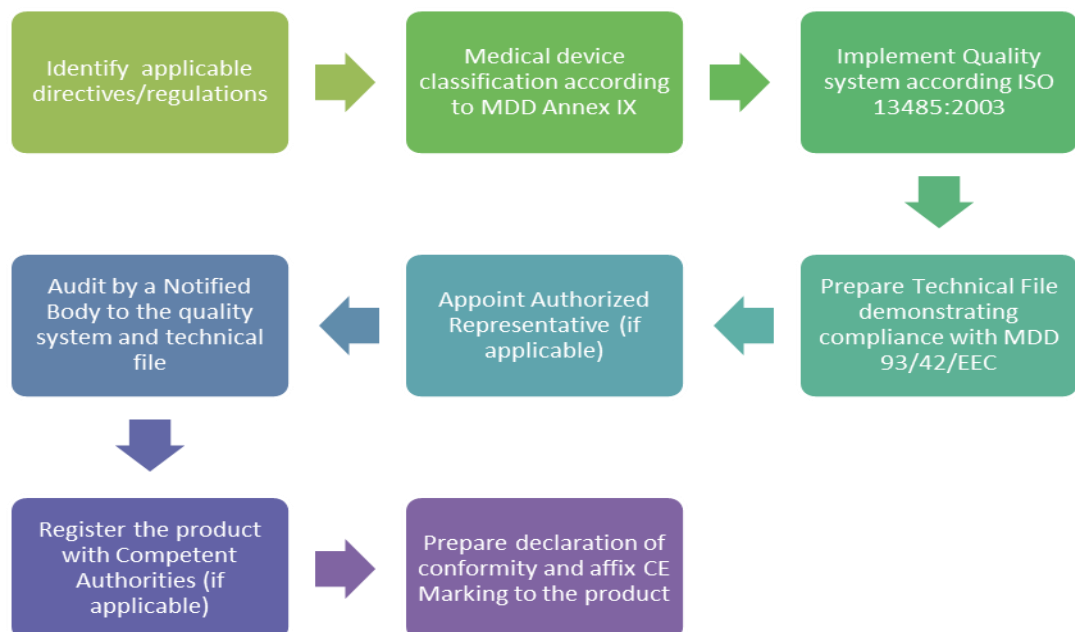 Identify applicable
directives/regulations
Medical device
classification according
to MDD Annex IX
Implement Quality
system according ISO
13485:2003
Prepare Technical File
demonstrating
compliance with MDD
93/42/EEC
Appoint Authorized
Representative (if
applicable)
Audit by a Notified
Body to the quality
system and technical
file
Register the product
with Competent
Authorities (if
applicable)
Prepare declaration of
conformity and affix CE
Marking to the product